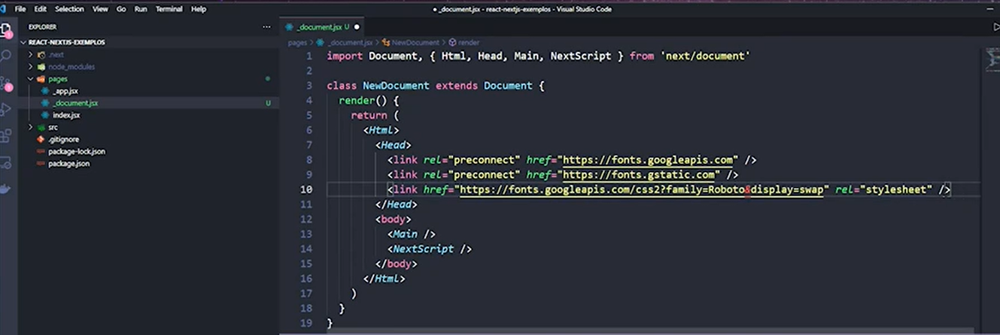 File Edit Selection View Go Run Terminal Help
● _document.jsx - react-nextjs-exemplos - Visual Studio Code
EXPLORER ...
REACT-NEXTJS-EXEMPLOS
.next
node_modules
pages
_app.jsx
_document.jsx U
index.jsx
src
.gitignore
package-lock.json
package.json
_document.jsx U ●
pages > _document.jsx > NewDocument > render
1 import Document, { Html, Head, Main, NextScript } from 'next/document'
2
3 class NewDocument extends Document {
4 render() {
5 return (
6 <Html>
7 <Head>
8 <link rel="preconnect" href="https://fonts.googleapis.com" />
9 <link rel="preconnect" href="https://fonts.gstatic.com" />
10 <link href="https://fonts.googleapis.com/css2?family=Roboto&display=swap" rel="stylesheet" />
11 </Head>
12 <body>
13 <Main />
14 <NextScript />
15 </body>
16 </Html>
17 )
18 }
19 }